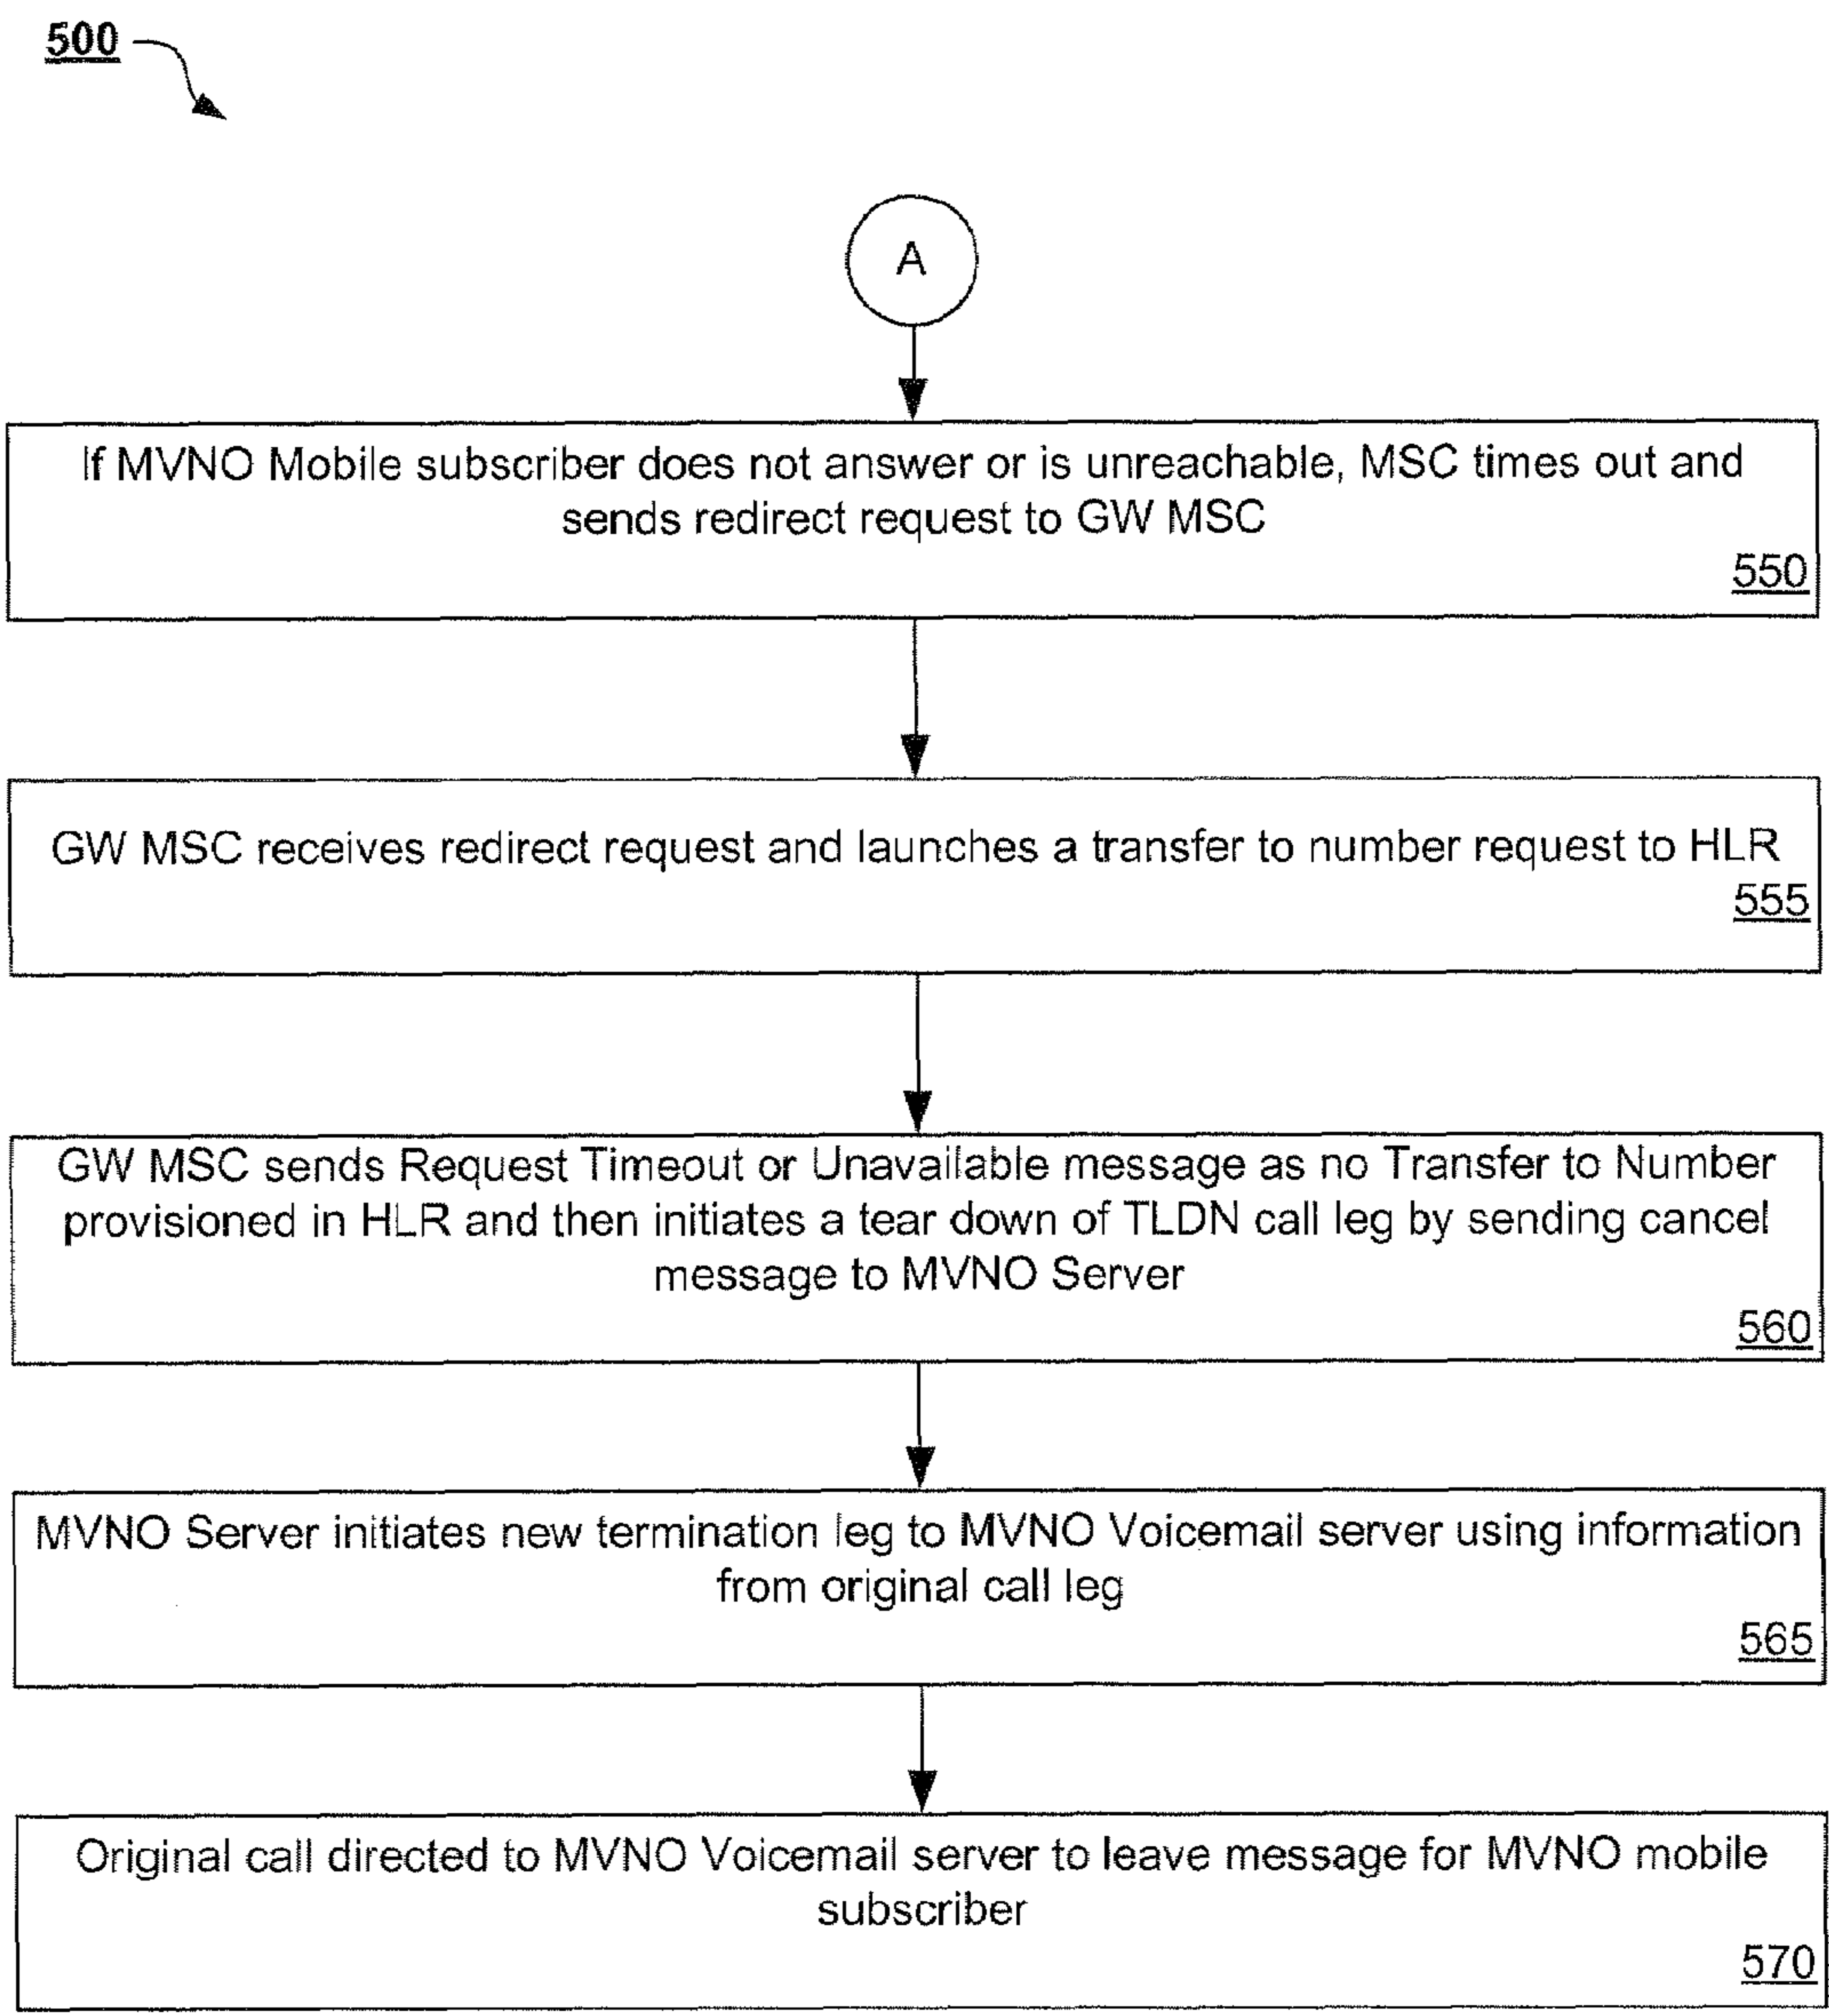 500
A
If MVNO Mobile subscriber does not answer or is unreachable, MSC times out and
sends redirect request to GW MSC
550
GW MSC receives redirect request and launches a transfer to number request to HLR
555
GW MSC sends Request Timeout or Unavailable message as no Transfer to Number
provisioned in HLR and then initiates a tear down of TLDN call leg by sending cancel
message to MVNO Server
560
MVNO Server initiates new termination leg to MVNO Voicemail server using information
from original call leg
565
Original call directed to MVNO Voicemail server to leave message for MVNO mobile
subscriber
570